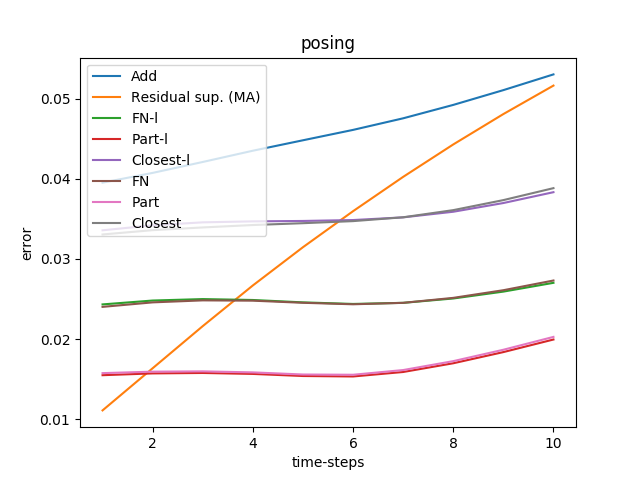 posing
Add
Residual sup. (MA)
FN-l
Part-l
Closest-l
FN
Part
Closest
0.05
0.04
0.03
0.02
0.01
error
2 4 6 8 10
time-steps